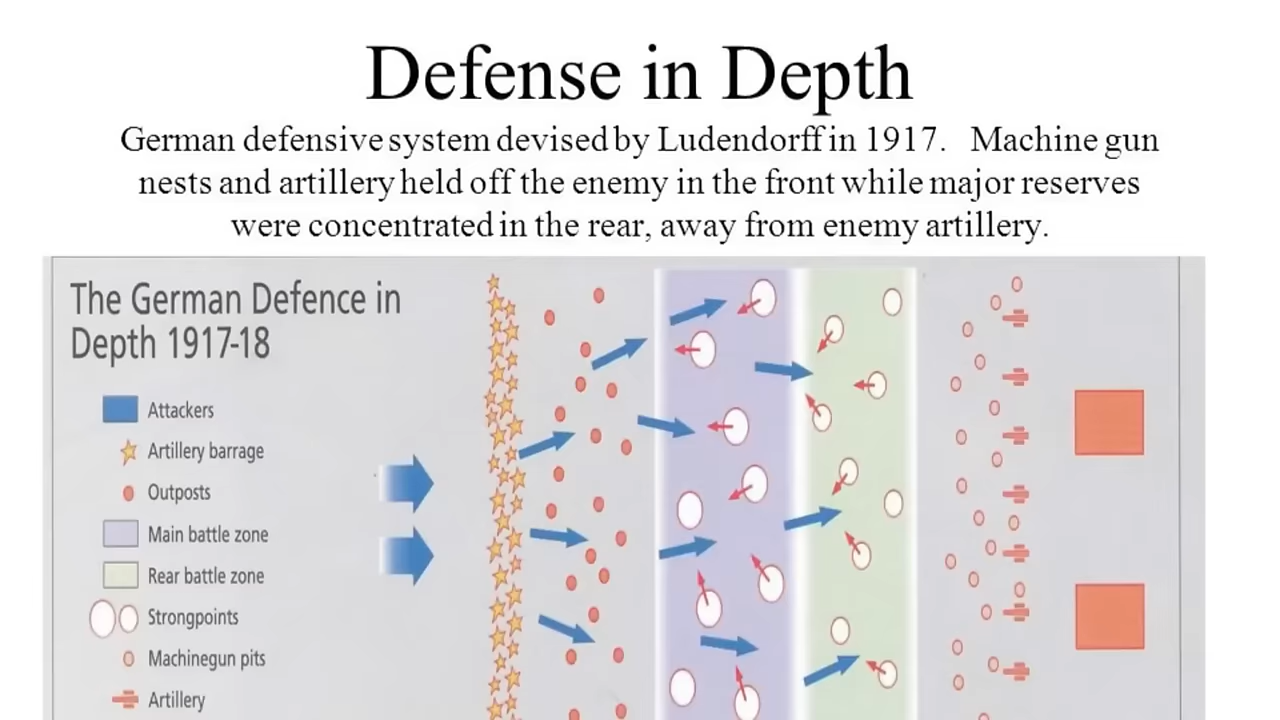 Defense in Depth
German defensive system devised by Ludendorff in 1917. Machine gun
nests and artillery held off the enemy in the front while major reserves
were concentrated in the rear, away from enemy artillery.
The German Defence in
Depth 1917-18
Attackers
Artillery barrage
Outposts
Main battle zone
Rear battle zone
Strongpoints
Machinegun pits
Artillery